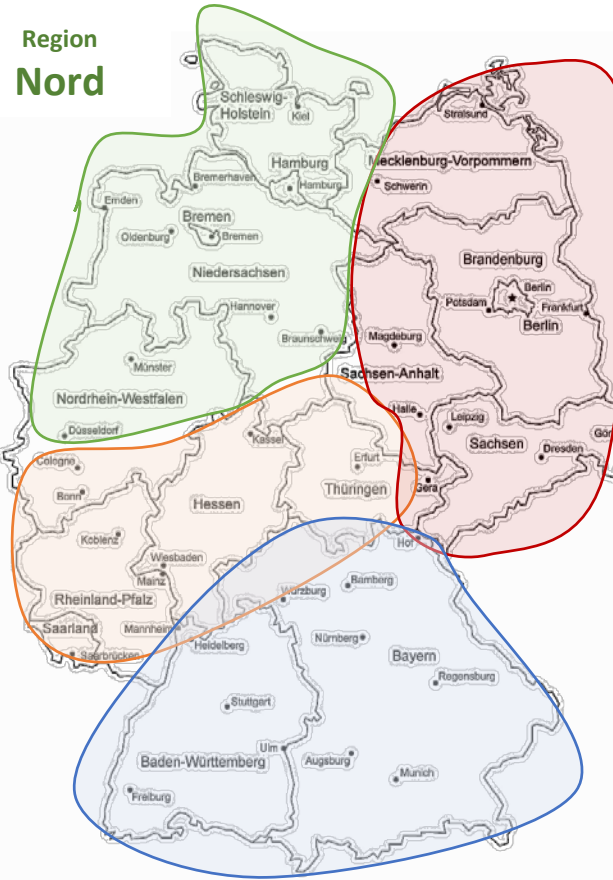 Region
Nord
Schleswig-
Holstein
Kiel
Stralsund
Hamburg
Hamburg
Mecklenburg-Vorpommern
Schwerin
Bremerhaven
Emden
Bremen
Oldenburg
Bremen
Niedersachsen
Brandenburg
Berlin
Potsdam
Frankfurt
Berlin
Hannover
Braunschweig
Magdeburg
Münster
Sachsen-Anhalt
Nordrhein-Westfalen
Halle
Leipzig
Düsseldorf
Kassel
Sachsen
Gör
Dresden
Cologne
Erfurt
Bonn
Thüringen
Gera
Hessen
Koblenz
Hof
Wiesbaden
Mainz
Bamberg
Würzburg
Rheinland-Pfalz
Saarland
Mannheim
Nürnberg
Heidelberg
Saarbrücken
Bayern
Regensburg
Stuttgart
Ulm
Augsburg
Baden-Württemberg
Munich
Freiburg